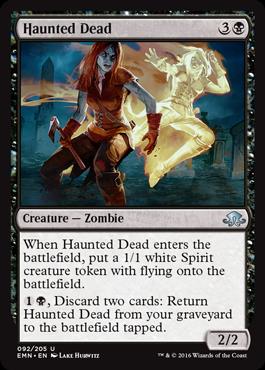 Haunted Dead 3
Creature — Zombie
When Haunted Dead enters the
battlefield, put a 1/1 white Spirit
creature token with flying onto the
battlefield.
1, Discard two cards: Return
Haunted Dead from your graveyard
to the battlefield tapped.
2/2
092/205 U
EMN • EN LAKE HURWITZ
™ & © 2016 Wizards of the Coast